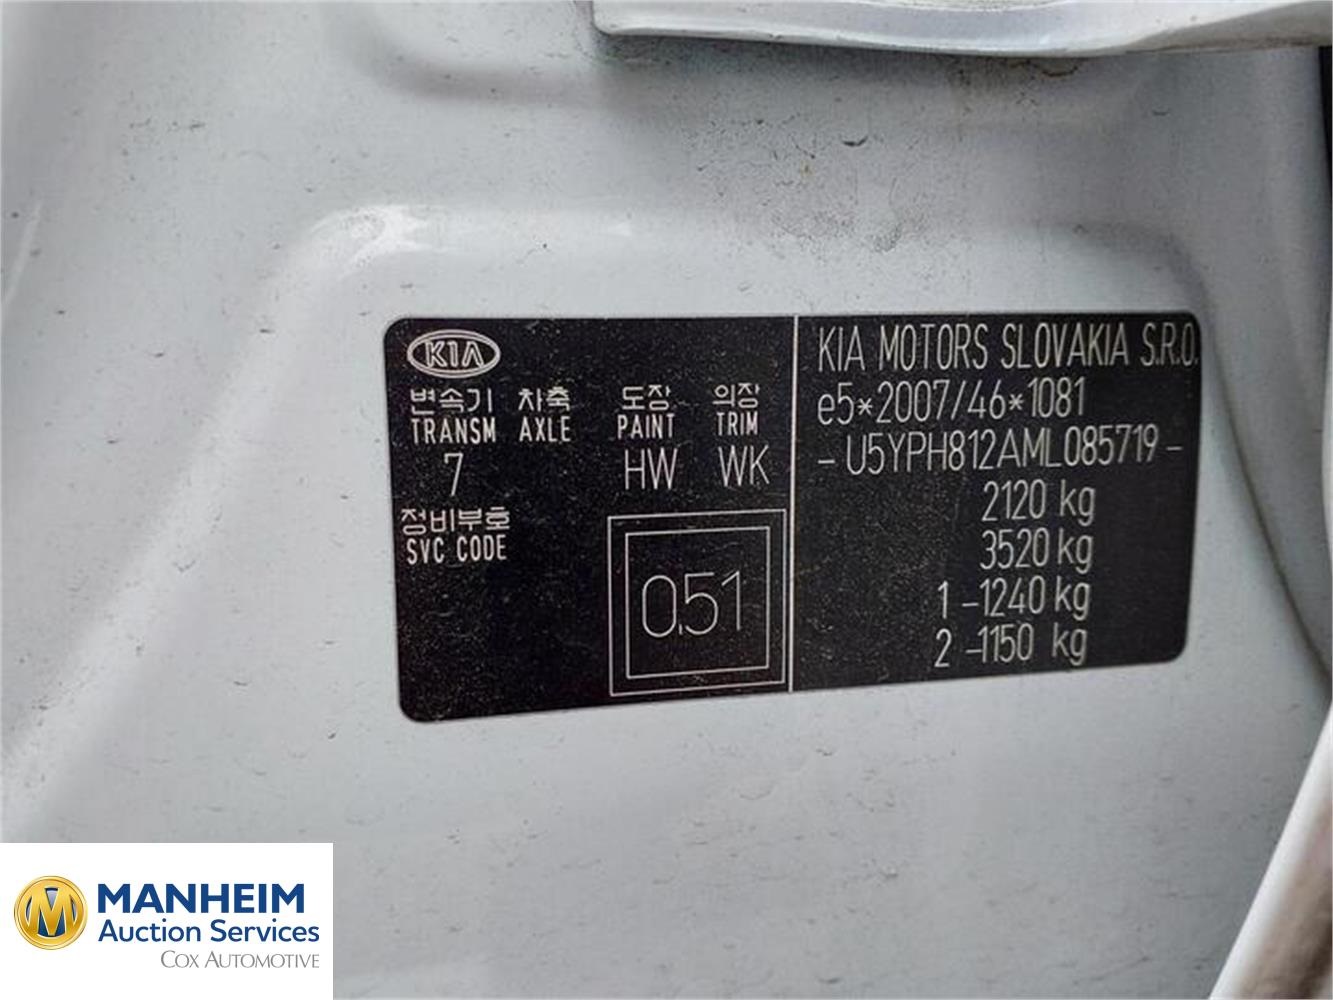 KIA
변속기 차축 도장 의장
TRANSM AXLE PAINT TRIM
7 HW WK
정비부호
SVC CODE
0.51
KIA MOTORS SLOVAKIA S.R.O.
e5*2007/46*1081
-U5YPH812AML085719-
2120 kg
3520 kg
1 -1240 kg
2 -1150 kg
M MANHEIM
Auction Services
COX AUTOMOTIVE